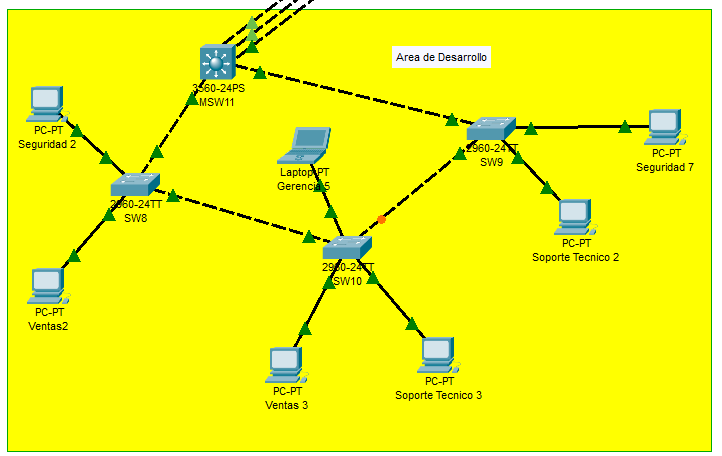 Area de Desarrollo
3560-24PS
MSW11
PC-PT
Seguridad 2
2960-24TT
SW9
PC-PT
Seguridad 7
Laptop-PT
Gerencia 5
2960-24TT
SW8
PC-PT
Soporte Tecnico 2
2960-24TT
SW10
PC-PT
Ventas2
PC-PT
Ventas 3
PC-PT
Soporte Tecnico 3